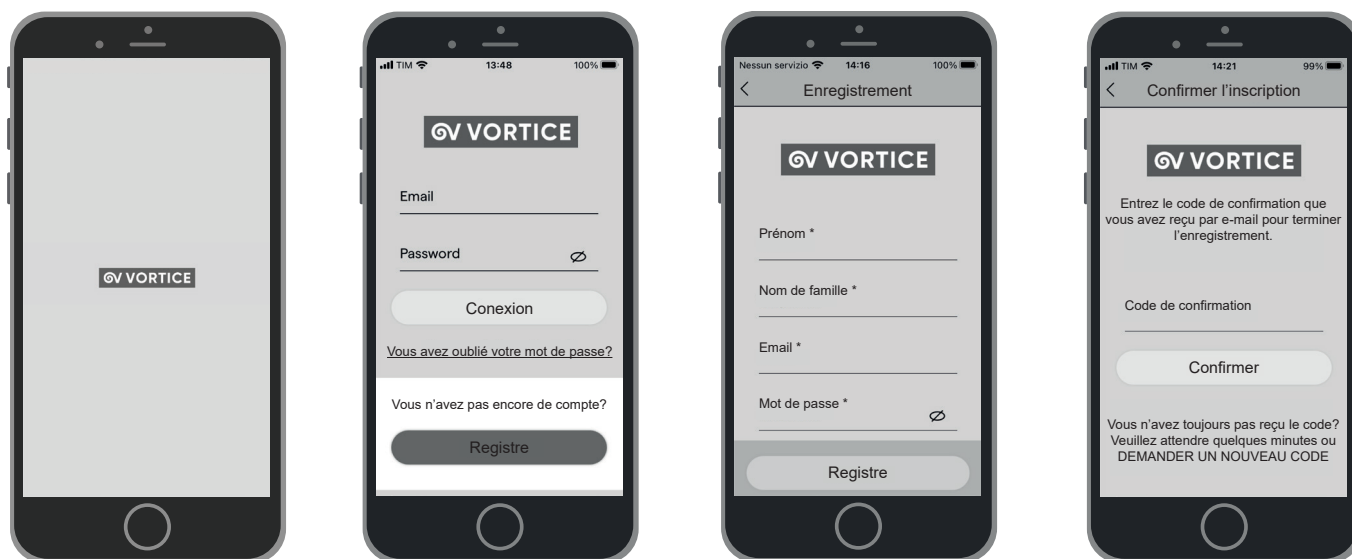 VORTICE
TIM 13:48 100%
VORTICE
Email
Password
Conexion
Vous avez oublié votre mot de passe?
Vous n'avez pas encore de compte?
Registre
Nessun servizio 14:16 100%
Enregistrement
VORTICE
Prénom *
Nom de famille *
Email *
Mot de passe *
Registre
TIM 14:21 99%
Confirmer l'inscription
VORTICE
Entrez le code de confirmation que
vous avez reçu par e-mail pour terminer
l'enregistrement.
Code de confirmation
Confirmer
Vous n'avez toujours pas reçu le code?
Veuillez attendre quelques minutes ou
DEMANDER UN NOUVEAU CODE